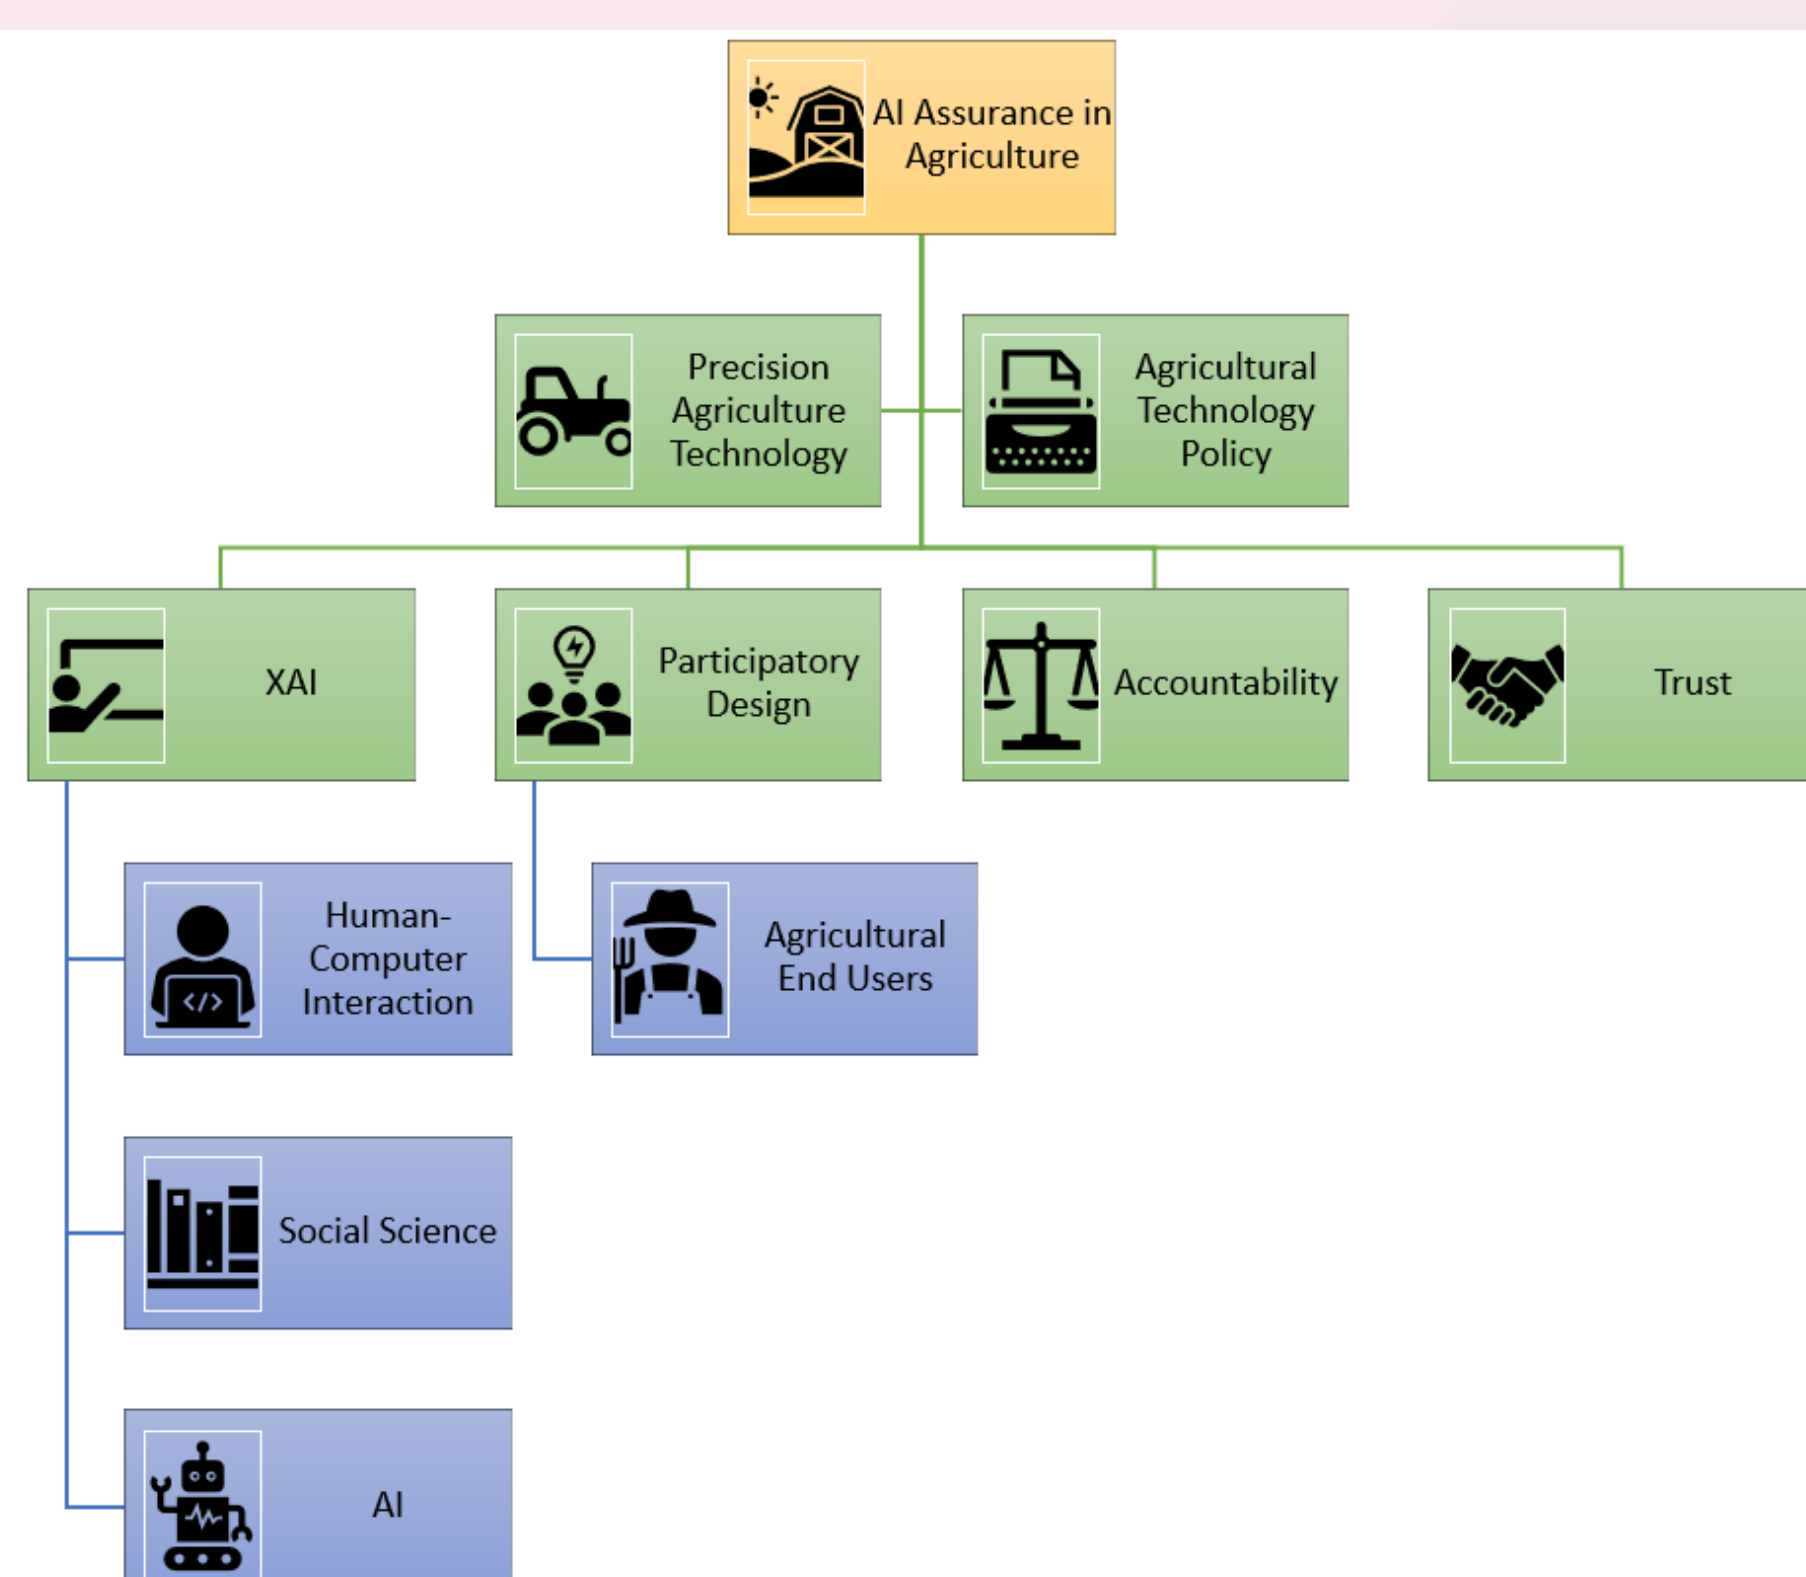 AI Assurance in
Agriculture
Precision
Agriculture
Technology
Agricultural
Technology
Policy
XAI
Participatory
Design
Accountability
Trust
Human-
Computer
Interaction
</>
Agricultural
End Users
Social Science
AI